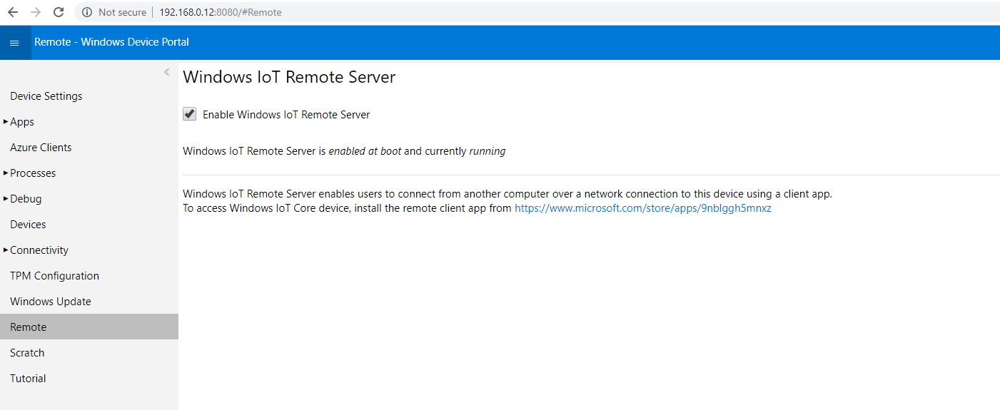 Not secure | 192.168.0.12:8080/#Remote
Remote - Windows Device Portal
Windows IoT Remote Server
Device Settings
Enable Windows IoT Remote Server
Apps
Azure Clients
Windows IoT Remote Server is enabled at boot and currently running
Processes
Debug
Windows IoT Remote Server enables users to connect from another computer over a network connection to this device using a client app.
To access Windows IoT Core device, install the remote client app from https://www.microsoft.com/store/apps/9nblggh5mnxz
Devices
Connectivity
TPM Configuration
Windows Update
Remote
Scratch
Tutorial